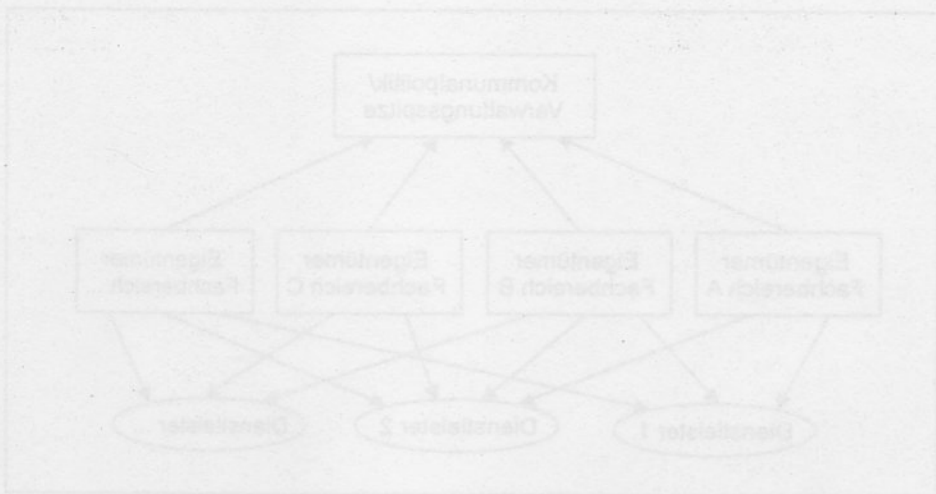 Kommunalpolitik/
Verwaltungsspitze
Eigentümer
Fachbereich ...
Eigentümer
Fachbereich C
Eigentümer
Fachbereich B
Eigentümer
Fachbereich A
Dienstleister ...
Dienstleister 2
Dienstleister 1